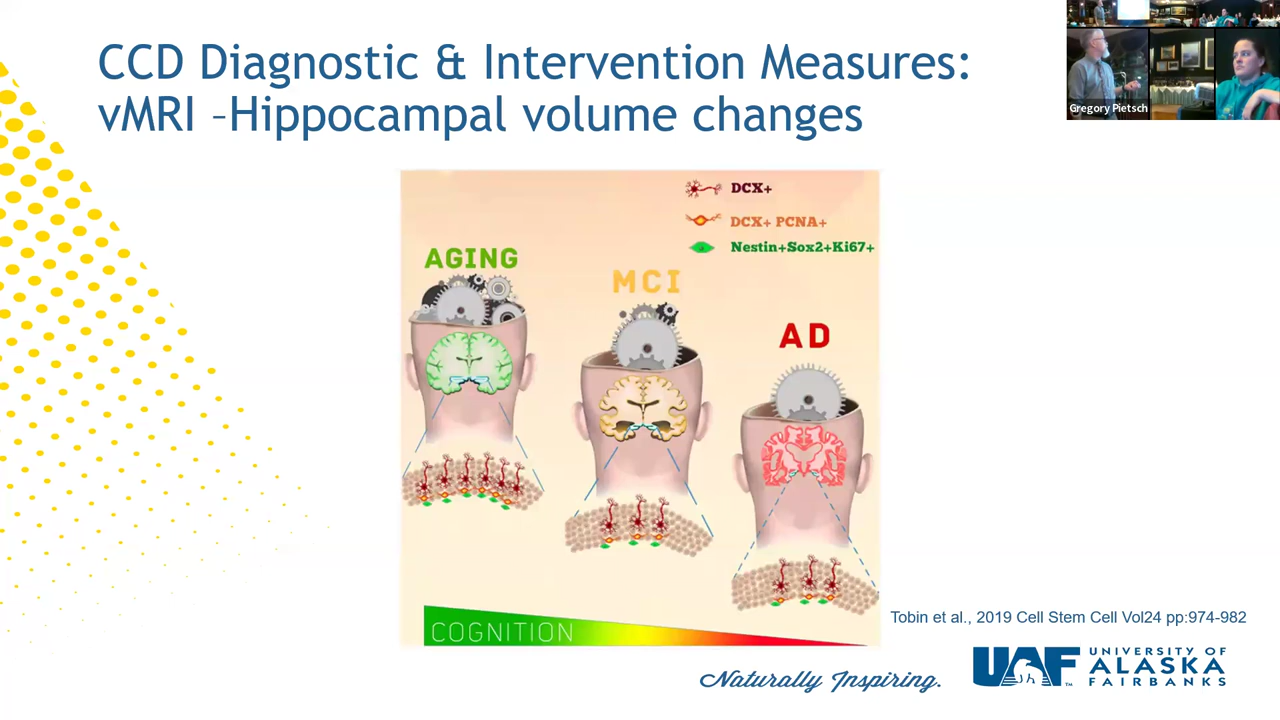 CCD Diagnostic & Intervention Measures:
vMRI –Hippocampal volume changes
Gregory Pietsch
DCX+
DCX+ PCNA+
Nestin+Sox2+Ki67+
AGING
MCI
AD
COGNITION
Tobin et al., 2019 Cell Stem Cell Vol24 pp:974-982
Naturally Inspiring.
UAF
TM
UNIVERSITY OF
ALASKA
FAIRBANKS